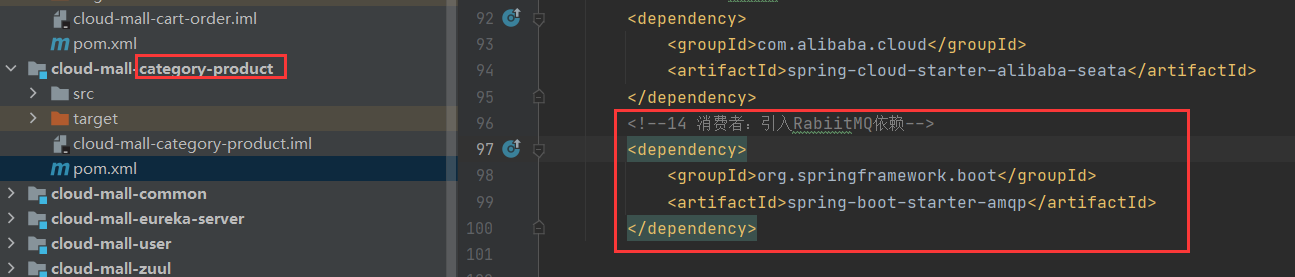 cloud-mall-cart-order.iml
pom.xml
cloud-mall-category-product
src
target
cloud-mall-category-product.iml
pom.xml
cloud-mall-common
cloud-mall-eureka-server
cloud-mall-user
cloud-mall-zuul
92 <dependency>
93 <groupId>com.alibaba.cloud</groupId>
94 <artifactId>spring-cloud-starter-alibaba-seata</artifactId>
95 </dependency>
96 <!--14 消费者：引入RabiitMQ依赖-->
97 <dependency>
98 <groupId>org.springframework.boot</groupId>
99 <artifactId>spring-boot-starter-amqp</artifactId>
100 </dependency>
101